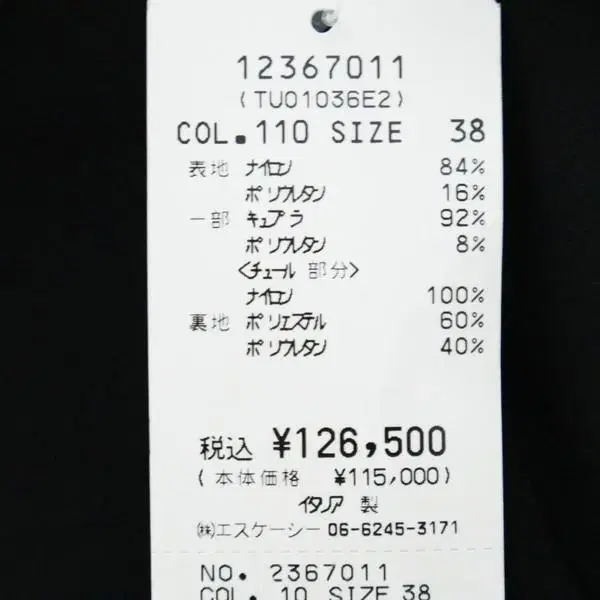 12367011
(TU01036E2)
COL.110 SIZE 38
表地 ナイロン 84%
ポリウレタン 16%
一部 キュプラ 92%
ポリウレタン 8%
<チュール 部分>
ナイロン 100%
裏地 ポリエステル 60%
ポリウレタン 40%
税込 ¥126,500
(本体価格 ¥115,000)
イタリア 製
㈱エスケーシー 06-6245-3171
NO. 2367011
COL. 10 SIZE 38